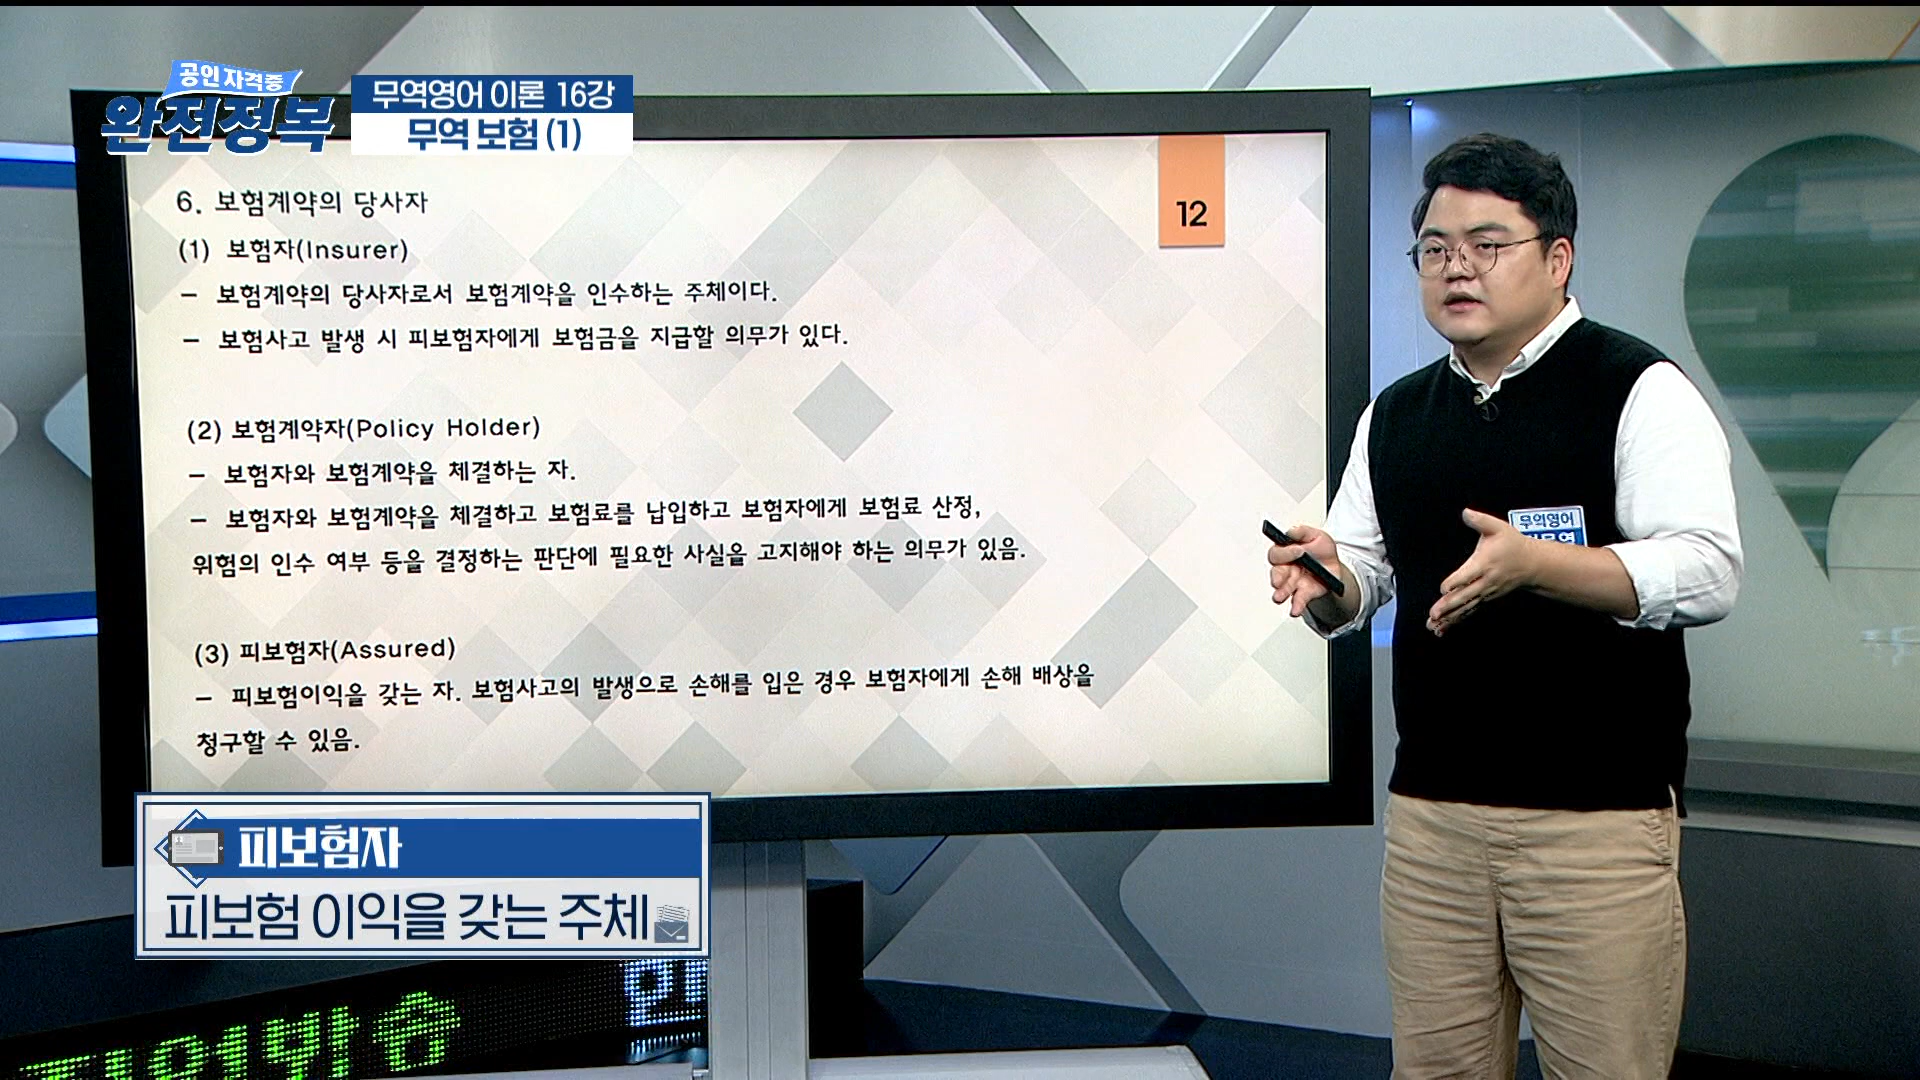 공인 자격증
완전정복
무역영어 이론 16강
무역 보험 (1)
12
6. 보험계약의 당사자
(1) 보험자(Insurer)
- 보험계약의 당사자로서 보험계약을 인수하는 주체이다.
- 보험사고 발생 시 피보험자에게 보험금을 지급할 의무가 있다.
(2) 보험계약자(Policy Holder)
- 보험자와 보험계약을 체결하는 자.
- 보험자와 보험계약을 체결하고 보험료를 납입하고 보험자에게 보험료 산정,
위험의 인수 여부 등을 결정하는 판단에 필요한 사실을 고지해야 하는 의무가 있음.
(3) 피보험자(Assured)
- 피보험이익을 갖는 자. 보험사고의 발생으로 손해를 입은 경우 보험자에게 손해 배상을
청구할 수 있음.
무역영어
피보험자
피보험 이익을 갖는 주체
직업방송